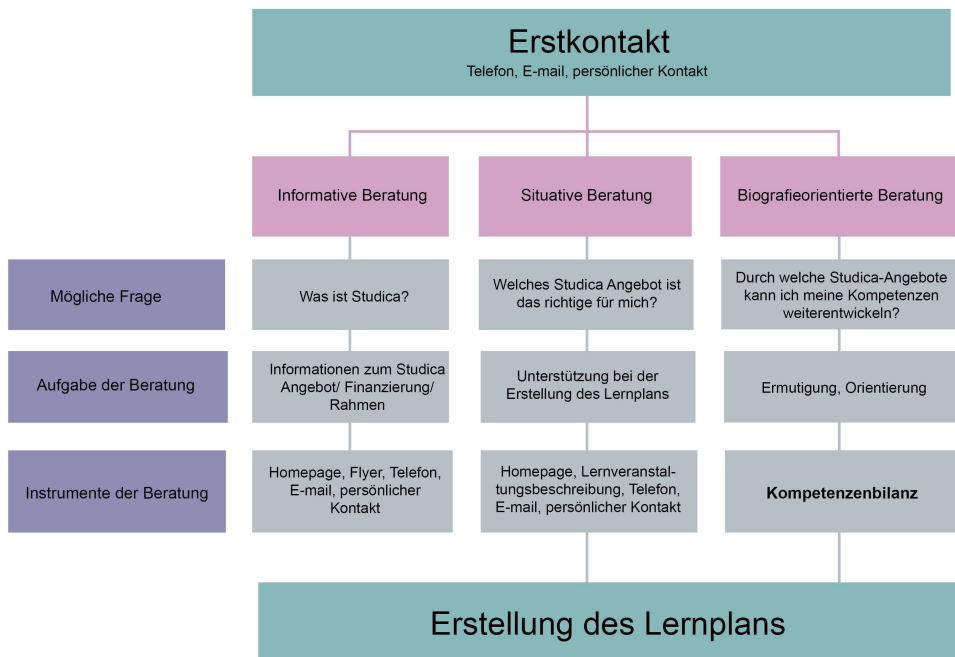 Erstkontakt
Telefon, E-mail, persönlicher Kontakt
Informative Beratung
Situative Beratung
Biografieorientierte Beratung
Mögliche Frage
Was ist Studica?
Welches Studica Angebot ist
das richtige für mich?
Durch welche Studica-Angebote
kann ich meine Kompetenzen
weiterentwickeln?
Aufgabe der Beratung
Informationen zum Studica
Angebot/ Finanzierung/
Rahmen
Unterstützung bei der
Erstellung des Lernplans
Ermutigung, Orientierung
Instrumente der Beratung
Homepage, Flyer, Telefon,
E-mail, persönlicher
Kontakt
Homepage, Lernveranstal-
taltungsbeschreibung, Telefon,
E-mail, persönlicher Kontakt
Kompetenzenbilanz
Erstellung des Lernplans